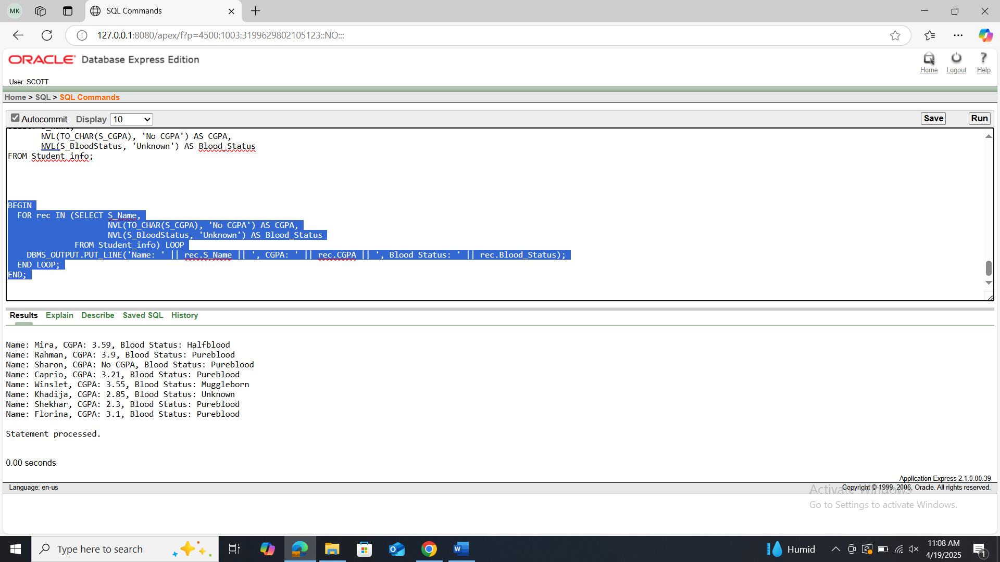 MK
SQL Commands
127.0.0.1:8080/apex/f?p=4500:1003:3199629802105123::NO:::
ORACLE Database Express Edition
Home Logout Help
User: SCOTT
Home > SQL > SQL Commands
Autocommit Display 10 Save Run
NVL(TO_CHAR(S_CGPA), 'No CGPA') AS CGPA,
NVL(S_BloodStatus, 'Unknown') AS Blood_Status
FROM Student_info;
BEGIN
FOR rec IN (SELECT S_Name,
NVL(TO_CHAR(S_CGPA), 'No CGPA') AS CGPA,
NVL(S_BloodStatus, 'Unknown') AS Blood_Status
FROM Student_info) LOOP
DBMS_OUTPUT.PUT_LINE('Name: ' || rec.S_Name || ', CGPA: ' || rec.CGPA || ', Blood Status: ' || rec.Blood_Status);
END LOOP;
END;
Results Explain Describe Saved SQL History
Name: Mira, CGPA: 3.59, Blood Status: Halfblood
Name: Rahman, CGPA: 3.9, Blood Status: Pureblood
Name: Sharon, CGPA: No CGPA, Blood Status: Pureblood
Name: Caprio, CGPA: 3.21, Blood Status: Pureblood
Name: Winslet, CGPA: 3.55, Blood Status: Muggleborn
Name: Khadija, CGPA: 2.85, Blood Status: Unknown
Name: Shekhar, CGPA: 2.3, Blood Status: Pureblood
Name: Florina, CGPA: 3.1, Blood Status: Pureblood
Statement processed.
0.00 seconds
Application Express 2.1.0.00.39
Language: en-us
Copyright © 1999, 2006, Oracle. All rights reserved.
Activate Windows
Go to Settings to activate Windows.
Type here to search
Humid
11:08 AM
4/19/2025
1